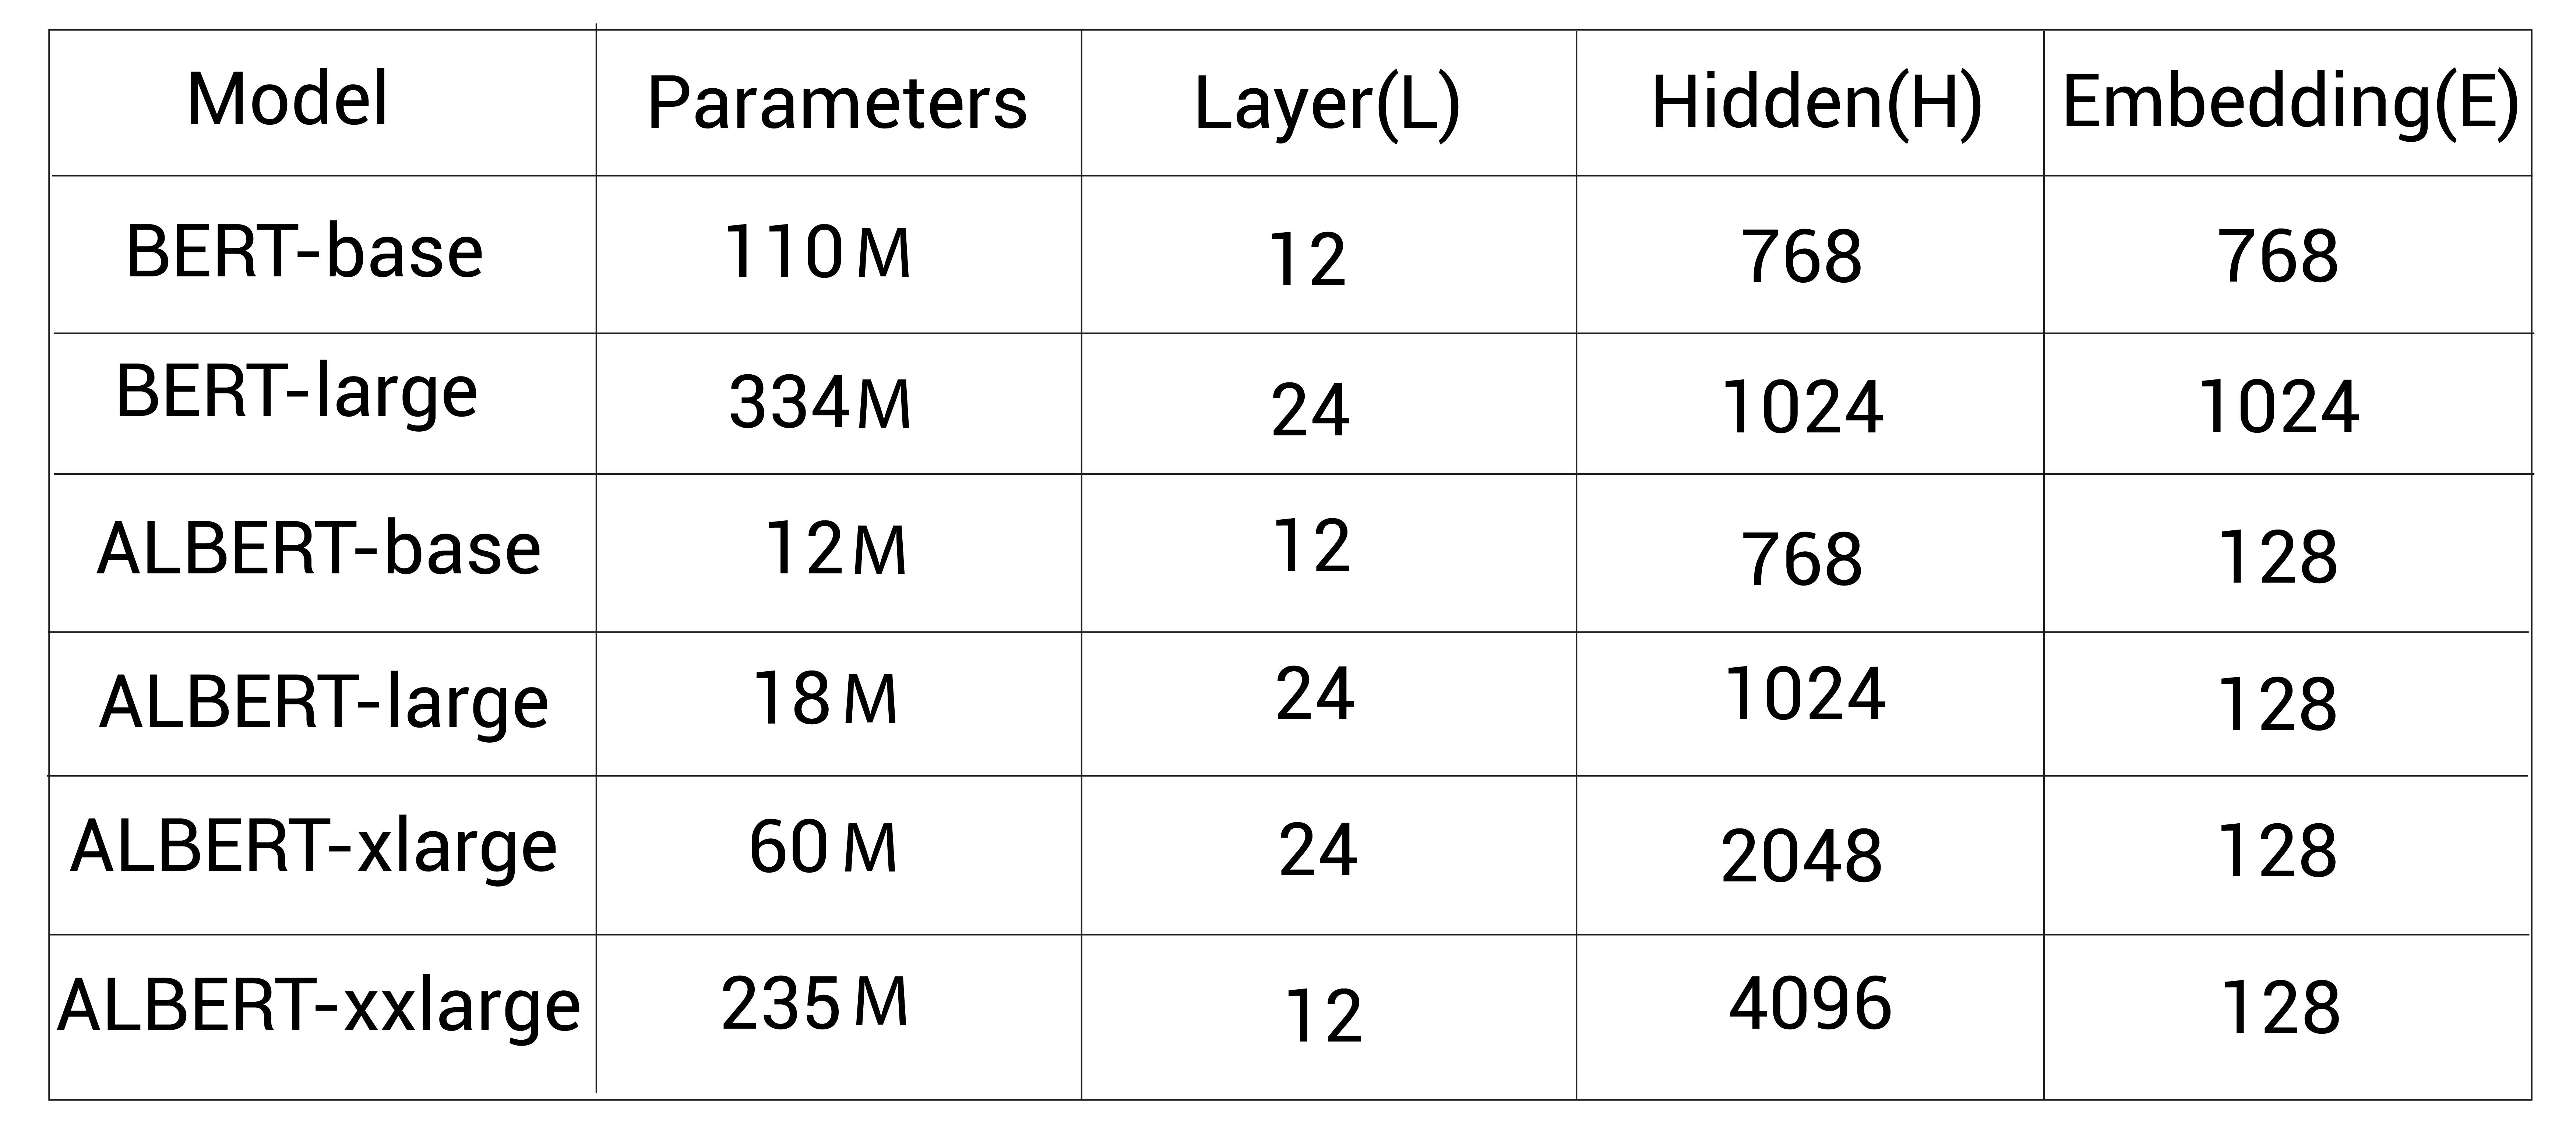 Model Parameters Layer(L) Hidden(H) Embedding(E)
BERT-base 110 M 12 768 768
BERT-large 334 M 24 1024 1024
ALBERT-base 12 M 12 768 128
ALBERT-large 18 M 24 1024 128
ALBERT-xlarge 60 M 24 2048 128
ALBERT-xxlarge 235 M 12 4096 128